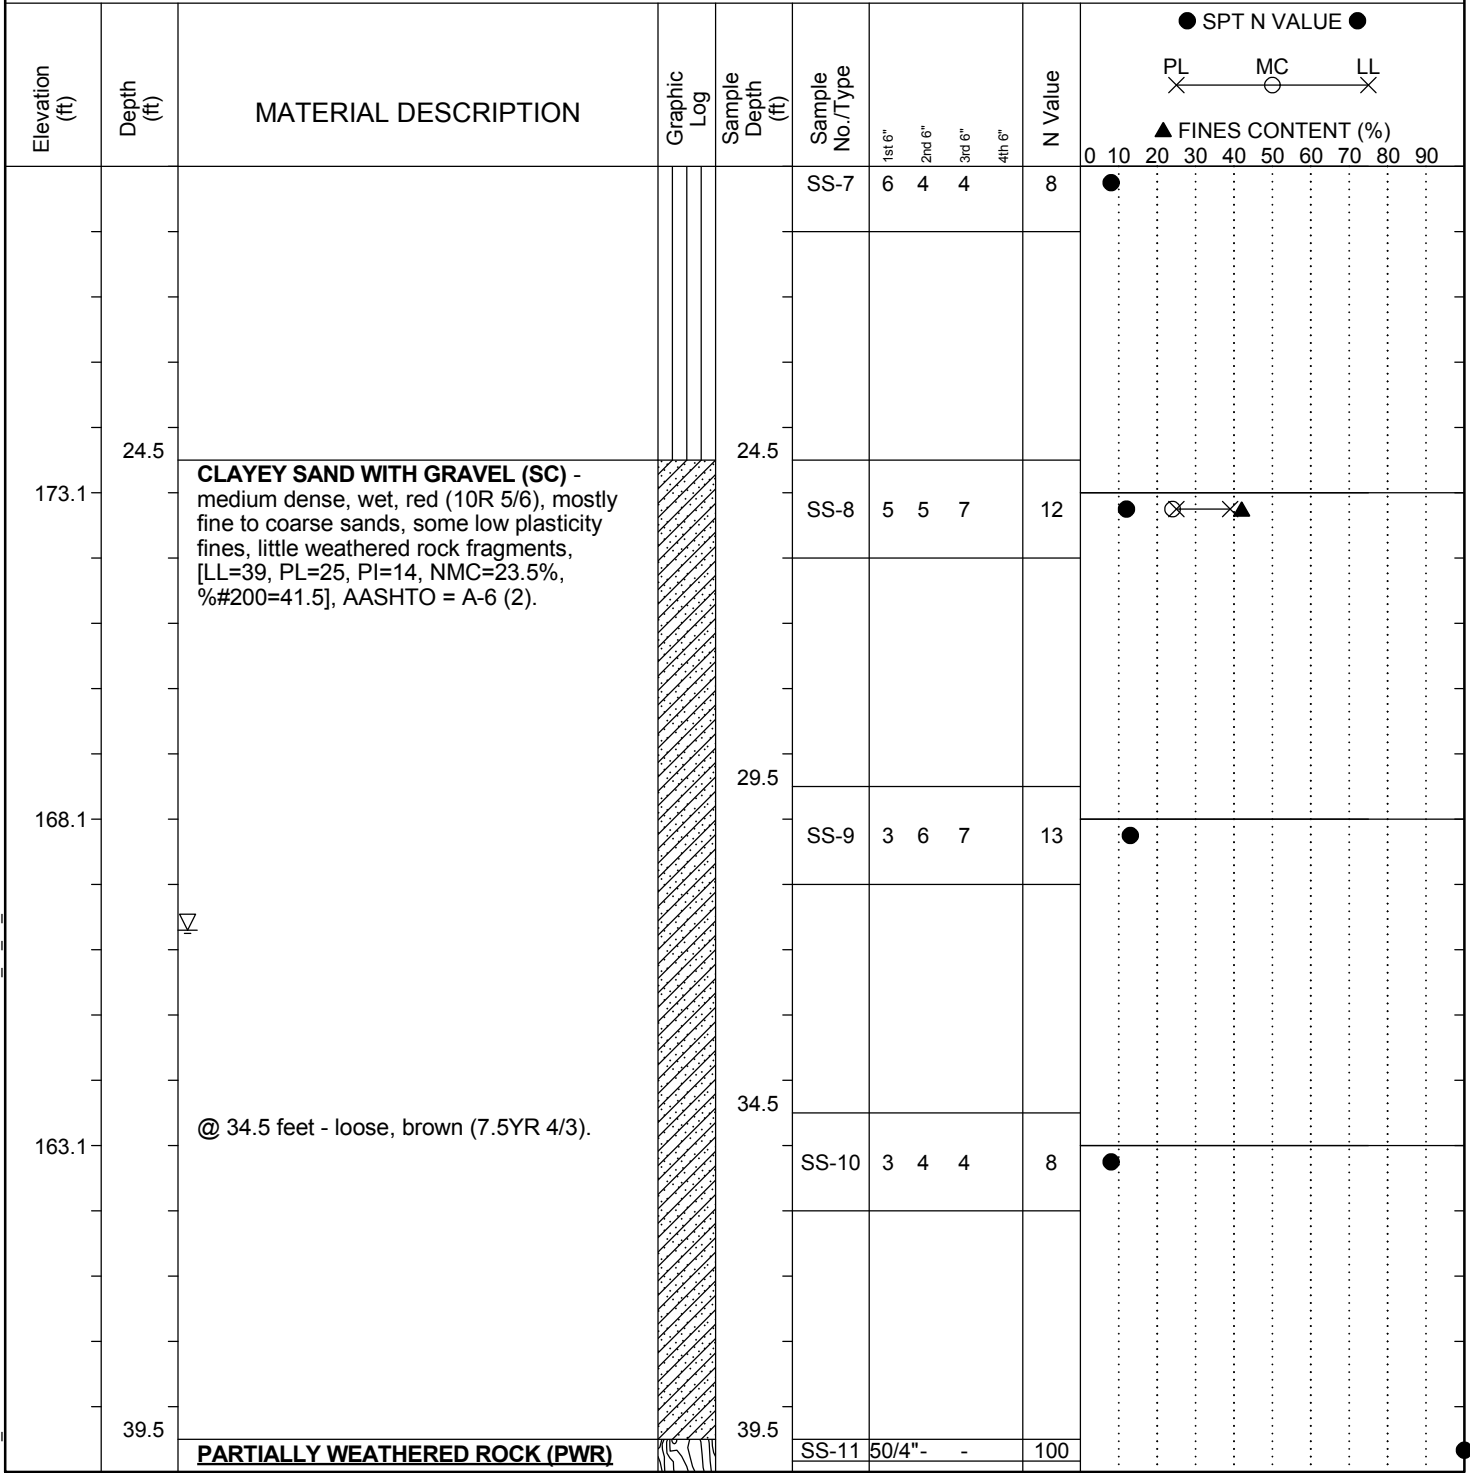 Elevation (ft)
Depth (ft)
MATERIAL DESCRIPTION
Graphic Log
Sample Depth (ft)
Sample No./Type
1st 6"
2nd 6"
3rd 6"
4th 6"
N Value
● SPT N VALUE ●
PL MC LL
▲ FINES CONTENT (%)
0 10 20 30 40 50 60 70 80 90
SS-7 6 4 4 8
24.5 24.5
CLAYEY SAND WITH GRAVEL (SC) -
173.1
medium dense, wet, red (10R 5/6), mostly
fine to coarse sands, some low plasticity
SS-8 5 5 7 12
fines, little weathered rock fragments,
[LL=39, PL=25, PI=14, NMC=23.5%,
%#200=41.5], AASHTO = A-6 (2).
29.5
168.1
SS-9 3 6 7 13
34.5
@ 34.5 feet - loose, brown (7.5YR 4/3).
163.1
SS-10 3 4 4 8
39.5 39.5
PARTIALLY WEATHERED ROCK (PWR)
SS-11 50/4" - - 100